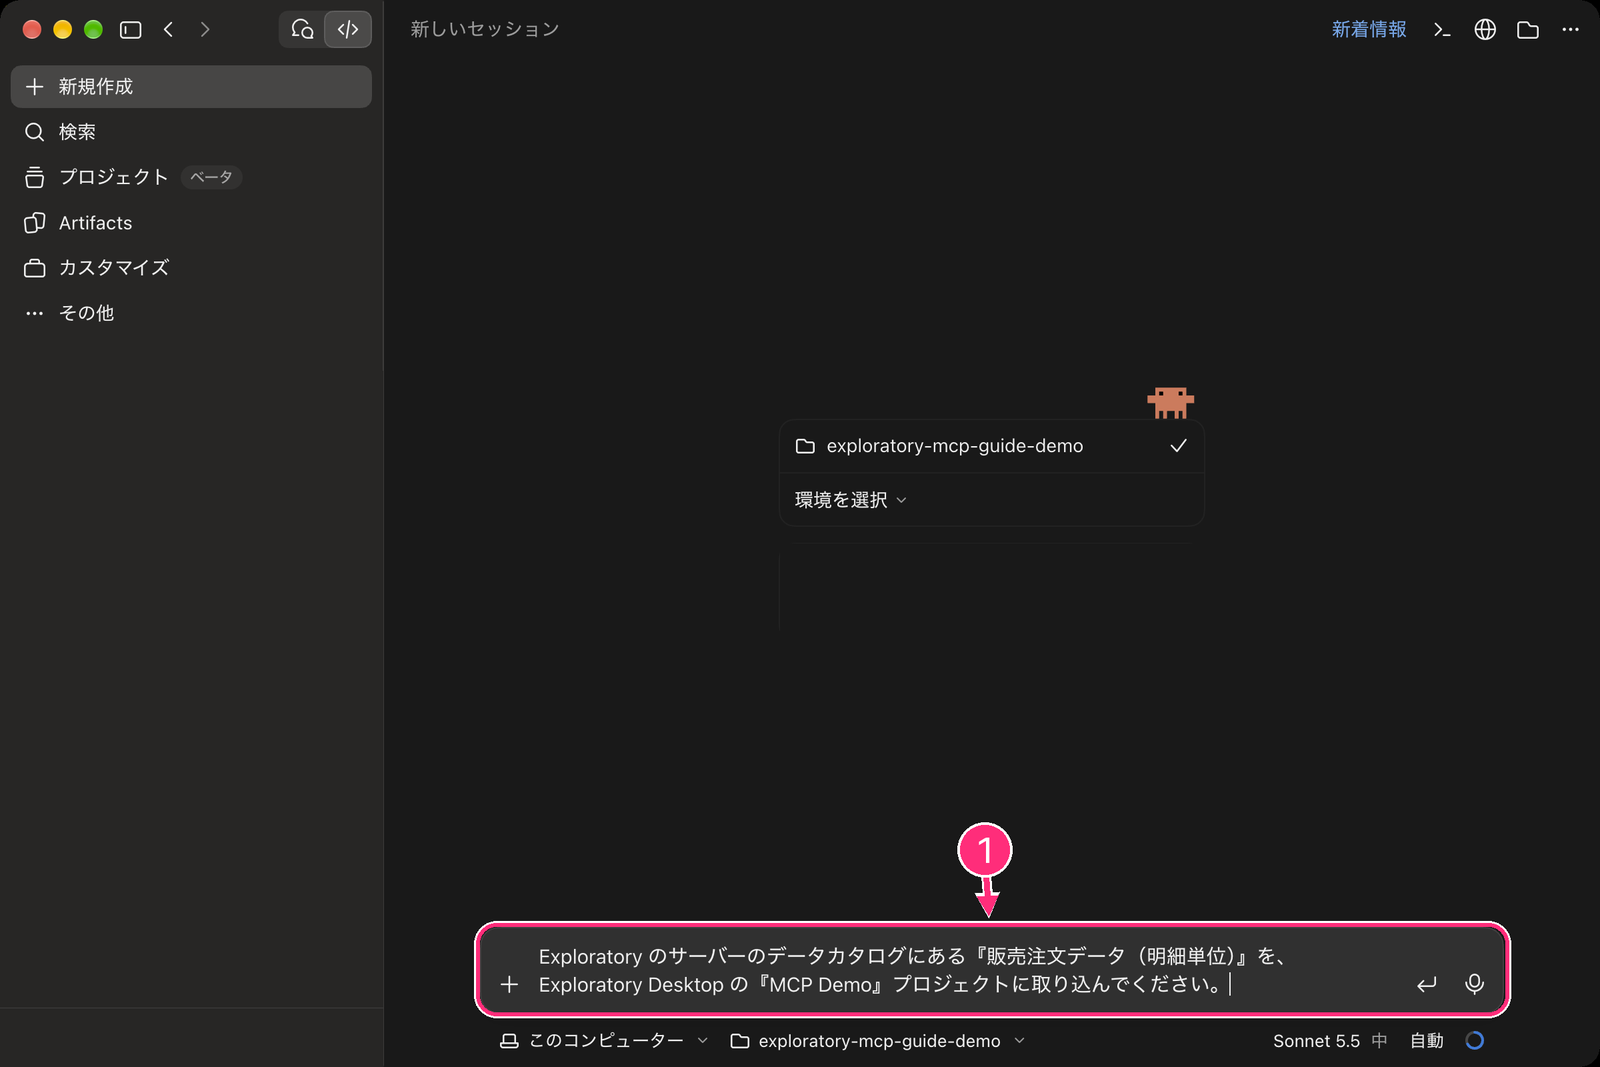 新しいセッション
新着情報
新規作成
検索
プロジェクト ベータ
Artifacts
カスタマイズ
その他
exploratory-mcp-guide-demo
環境を選択
1
Exploratory のサーバーのデータカタログにある『販売注文データ（明細単位）』を、
Exploratory Desktop の『MCP Demo』プロジェクトに取り込んでください。
このコンピューター exploratory-mcp-guide-demo Sonnet 5.5 中 自動